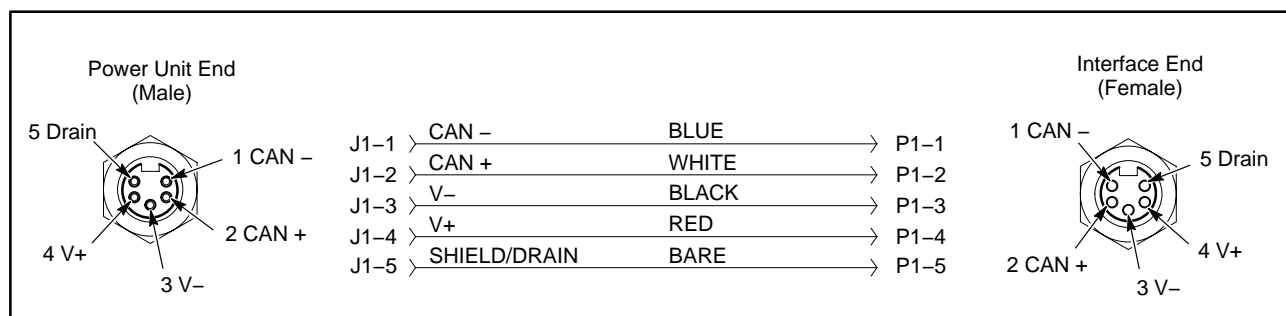 Power Unit End
(Male)
5 Drain
1 CAN –
4 V+
2 CAN +
3 V–
J1–1 CAN – BLUE P1–1
J1–2 CAN + WHITE P1–2
J1–3 V– BLACK P1–3
J1–4 V+ RED P1–4
J1–5 SHIELD/DRAIN BARE P1–5
Interface End
(Female)
1 CAN –
5 Drain
2 CAN +
4 V+
3 V–